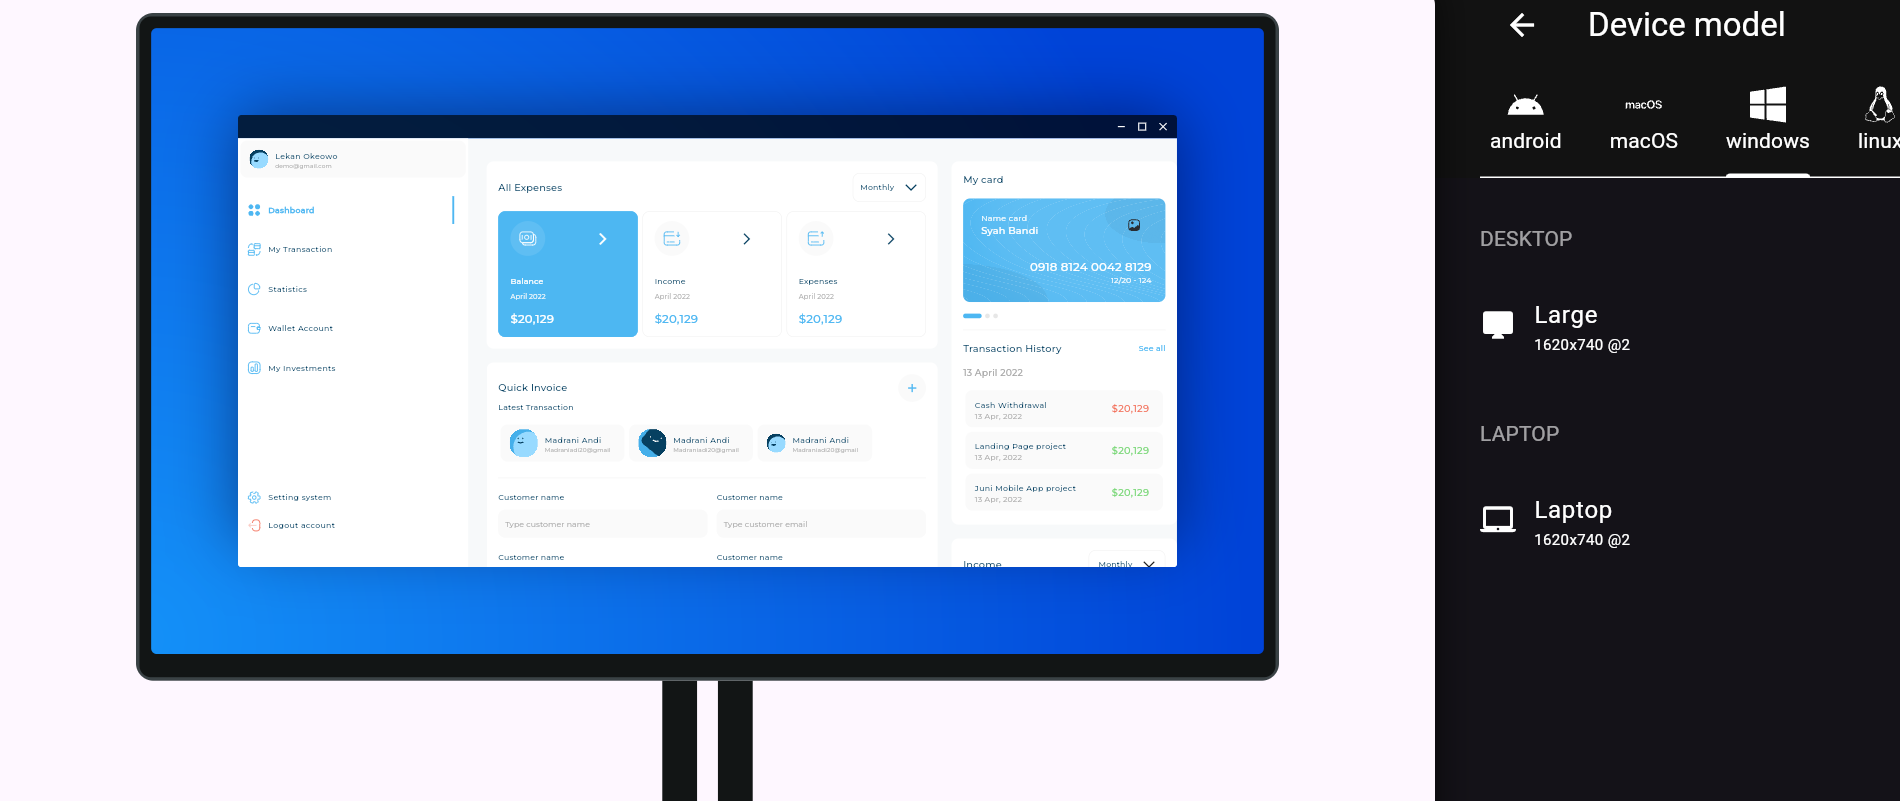 Lekan Okeowo
demo@gmail.com
Dashboard
My Transaction
Statistics
Wallet Account
My Investments
Setting system
Logout account
All Expenses
Monthly
Balance
April 2022
$20,129
Income
April 2022
$20,129
Expenses
April 2022
$20,129
Quick Invoice
Latest Transaction
Madrani Andi
Madraniadi20@gmail
Madrani Andi
Madraniadi20@gmail
Madrani Andi
Madraniadi20@gmail
Customer name
Customer name
Type customer name
Type customer email
Customer name
Customer name
My card
Name card
Syah Bandi
0918 8124 0042 8129
12/20 - 124
Transaction History
See all
13 April 2022
Cash Withdrawal
13 Apr, 2022
$20,129
Landing Page project
13 Apr, 2022
$20,129
Juni Mobile App project
13 Apr, 2022
$20,129
Income
Monthly
Device model
macOS
android
macOS
windows
linux
DESKTOP
Large
1620x740 @2
LAPTOP
Laptop
1620x740 @2